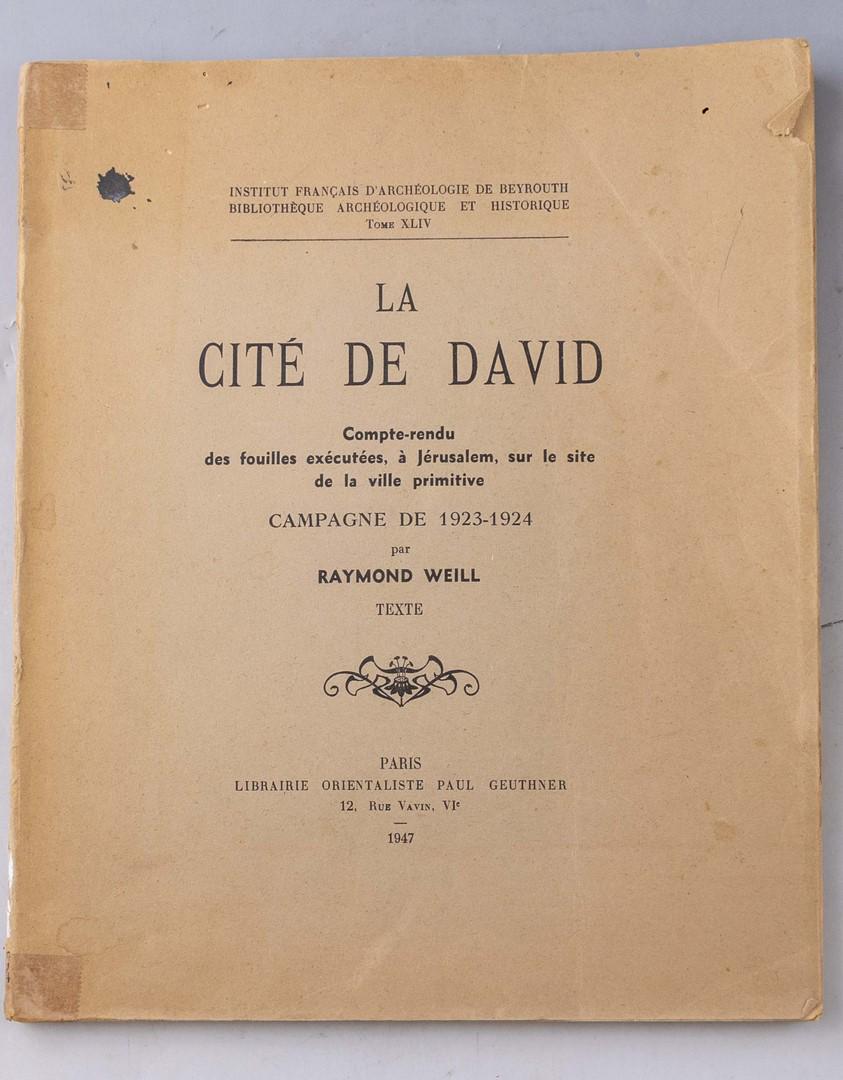 INSTITUT FRANÇAIS D'ARCHÉOLOGIE DE BEYROUTH
BIBLIOTHÈQUE ARCHÉOLOGIQUE ET HISTORIQUE
TOME XLIV
LA
CITÉ DE DAVID
Compte-rendu
des fouilles exécutées, à Jérusalem, sur le site
de la ville primitive
CAMPAGNE DE 1923-1924
par
RAYMOND WEILL
TEXTE
PARIS
LIBRAIRIE ORIENTALISTE PAUL GEUTHNER
12, RUE VAVIN, VIe
1947